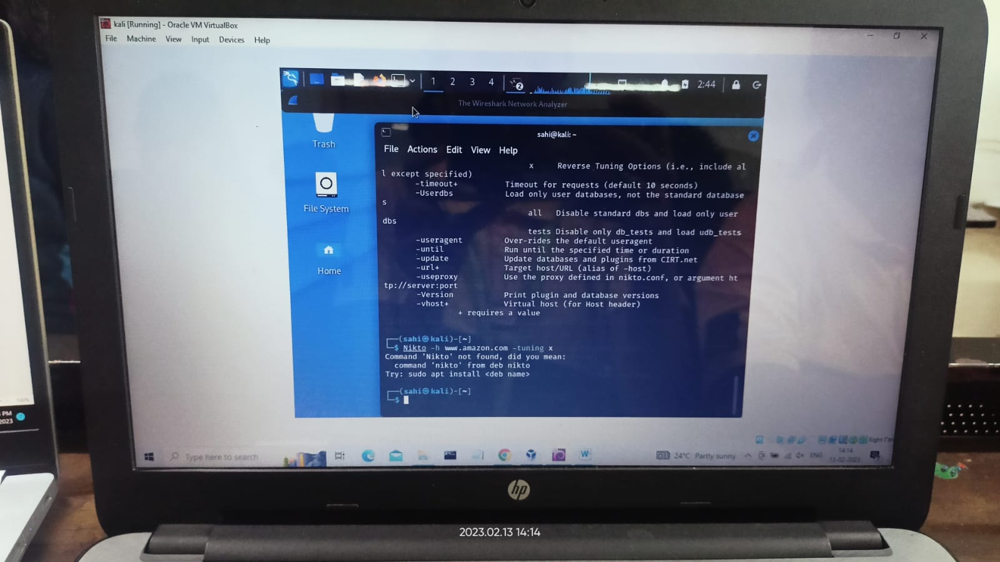 kali [Running] - Oracle VM VirtualBox
File Machine View Input Devices Help
1 2 3 4 2 2:44
The Wireshark Network Analyzer
Trash
File System
Home
sahi@kali: ~
File Actions Edit View Help
x Reverse Tuning Options (i.e., include al
l except specified)
-timeout+ Timeout for requests (default 10 seconds)
-Userdbs Load only user databases, not the standard database
s
all Disable standard dbs and load only user
dbs
tests Disable only db_tests and load udb_tests
-useragent Over-rides the default useragent
-until Run until the specified time or duration
-update Update databases and plugins from CIRT.net
-url+ Target host/URL (alias of -host)
-useproxy Use the proxy defined in nikto.conf, or argument ht
tp://server:port
-Version Print plugin and database versions
-vhost+ Virtual host (for Host header)
+ requires a value
(sahi㉿kali)-[~]
$ Nikto -h www.amazon.com -tuning x
Command 'Nikto' not found, did you mean:
command 'nikto' from deb nikto
Try: sudo apt install <deb name>
(sahi㉿kali)-[~]
$
100%
PM
2023
Right
Type here to search
W
24°C Partly sunny
ENG
14:14
13-02-2023
hp
2023.02.13 14:14